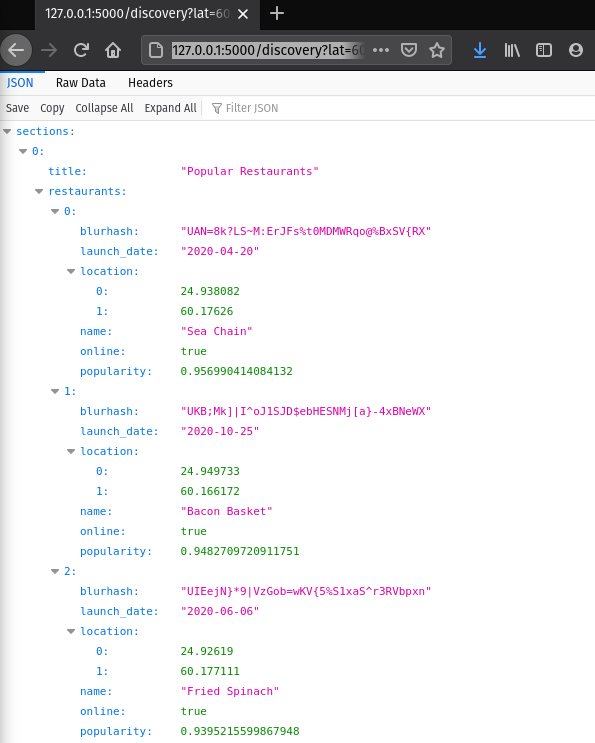 127.0.0.1:5000/discovery?lat=60
127.0.0.1:5000/discovery?lat=60
JSON Raw Data Headers
Save Copy Collapse All Expand All Filter JSON
sections:
0:
title: "Popular Restaurants"
restaurants:
0:
blurhash: "UAN=8k?LS~M:ErJFs%t0MDMWRqo@%BxSV{RX"
launch_date: "2020-04-20"
location:
0: 24.938082
1: 60.17626
name: "Sea Chain"
online: true
popularity: 0.956990414084132
1:
blurhash: "UKB;Mk]|I^oJ1SJD$ebHESNMj[a}-4xBNeWX"
launch_date: "2020-10-25"
location:
0: 24.949733
1: 60.166172
name: "Bacon Basket"
online: true
popularity: 0.9482709720911751
2:
blurhash: "UIEejN}*9|VzGob=wKV{5%S1xaS^r3RVbpxn"
launch_date: "2020-06-06"
location:
0: 24.92619
1: 60.177111
name: "Fried Spinach"
online: true
popularity: 0.9395215599867948